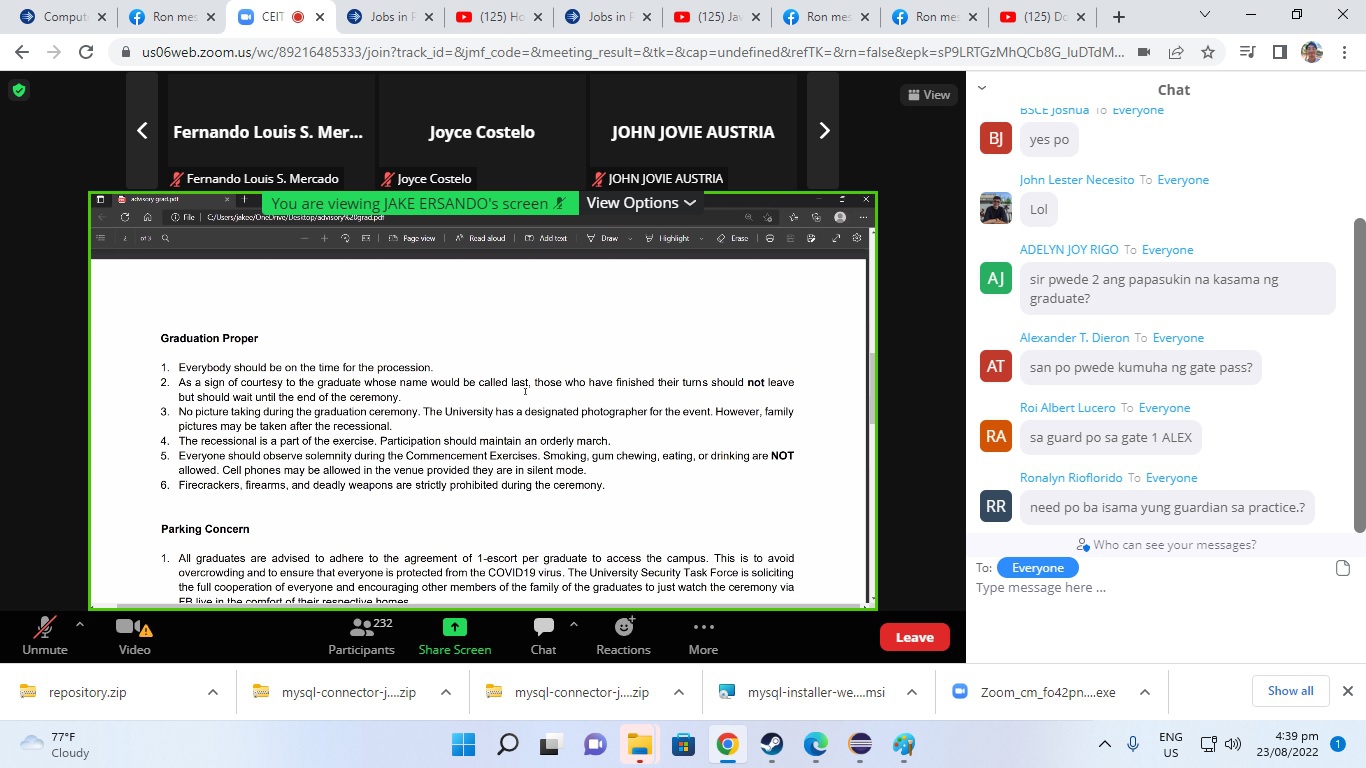 Comput
Ron mes
CEIT
Jobs in P
(125) Ho
Jobs in P
(125) Ja
Ron mes
Ron mes
(125) Do
us06web.zoom.us/wc/89216485333/join?track_id=&jmf_code=&meeting_result=&tk=&cap=undefined&refTK=&rn=false&epk=sP9LRTGzMhQCb8G_IuDTdM...
View
Fernando Louis S. Mer...
Joyce Costelo
JOHN JOVIE AUSTRIA
Fernando Louis S. Mercado
Joyce Costelo
JOHN JOVIE AUSTRIA
You are viewing JAKE ERSANDO's screen
View Options
advisory grad.pdf
File
C:/Users/jakee/OneDrive/Desktop/advisory%20grad.pdf
2 of 3
Page view
Read aloud
Add text
Draw
Highlight
Erase
Graduation Proper
1. Everybody should be on the time for the procession.
2. As a sign of courtesy to the graduate whose name would be called last, those who have finished their turns should not leave
but should wait until the end of the ceremony.
3. No picture taking during the graduation ceremony. The University has a designated photographer for the event. However, family
pictures may be taken after the recessional.
4. The recessional is a part of the exercise. Participation should maintain an orderly march.
5. Everyone should observe solemnity during the Commencement Exercises. Smoking, gum chewing, eating, or drinking are NOT
allowed. Cell phones may be allowed in the venue provided they are in silent mode.
6. Firecrackers, firearms, and deadly weapons are strictly prohibited during the ceremony.
Parking Concern
1. All graduates are advised to adhere to the agreement of 1-escort per graduate to access the campus. This is to avoid
overcrowding and to ensure that everyone is protected from the COVID19 virus. The University Security Task Force is soliciting
the full cooperation of everyone and encouraging other members of the family of the graduates to just watch the ceremony via
FB live in the comfort of their respective homes
Chat
BSCE Joshua To Everyone
BJ
yes po
John Lester Necesito To Everyone
Lol
ADELYN JOY RIGO To Everyone
AJ
sir pwede 2 ang papasukin na kasama ng
graduate?
Alexander T. Dieron To Everyone
AT
san po pwede kumuha ng gate pass?
Roi Albert Lucero To Everyone
RA
sa guard po sa gate 1 ALEX
Ronalyn Rioflorido To Everyone
RR
need po ba isama yung guardian sa practice.?
Who can see your messages?
To: Everyone
Type message here ...
Unmute
Video
232
Participants
Share Screen
Chat
Reactions
More
Leave
repository.zip
mysql-connector-j....zip
mysql-connector-j....zip
mysql-installer-we....msi
Zoom_cm_fo42pn....exe
Show all
77°F
Cloudy
ENG
US
4:39 pm
23/08/2022
1